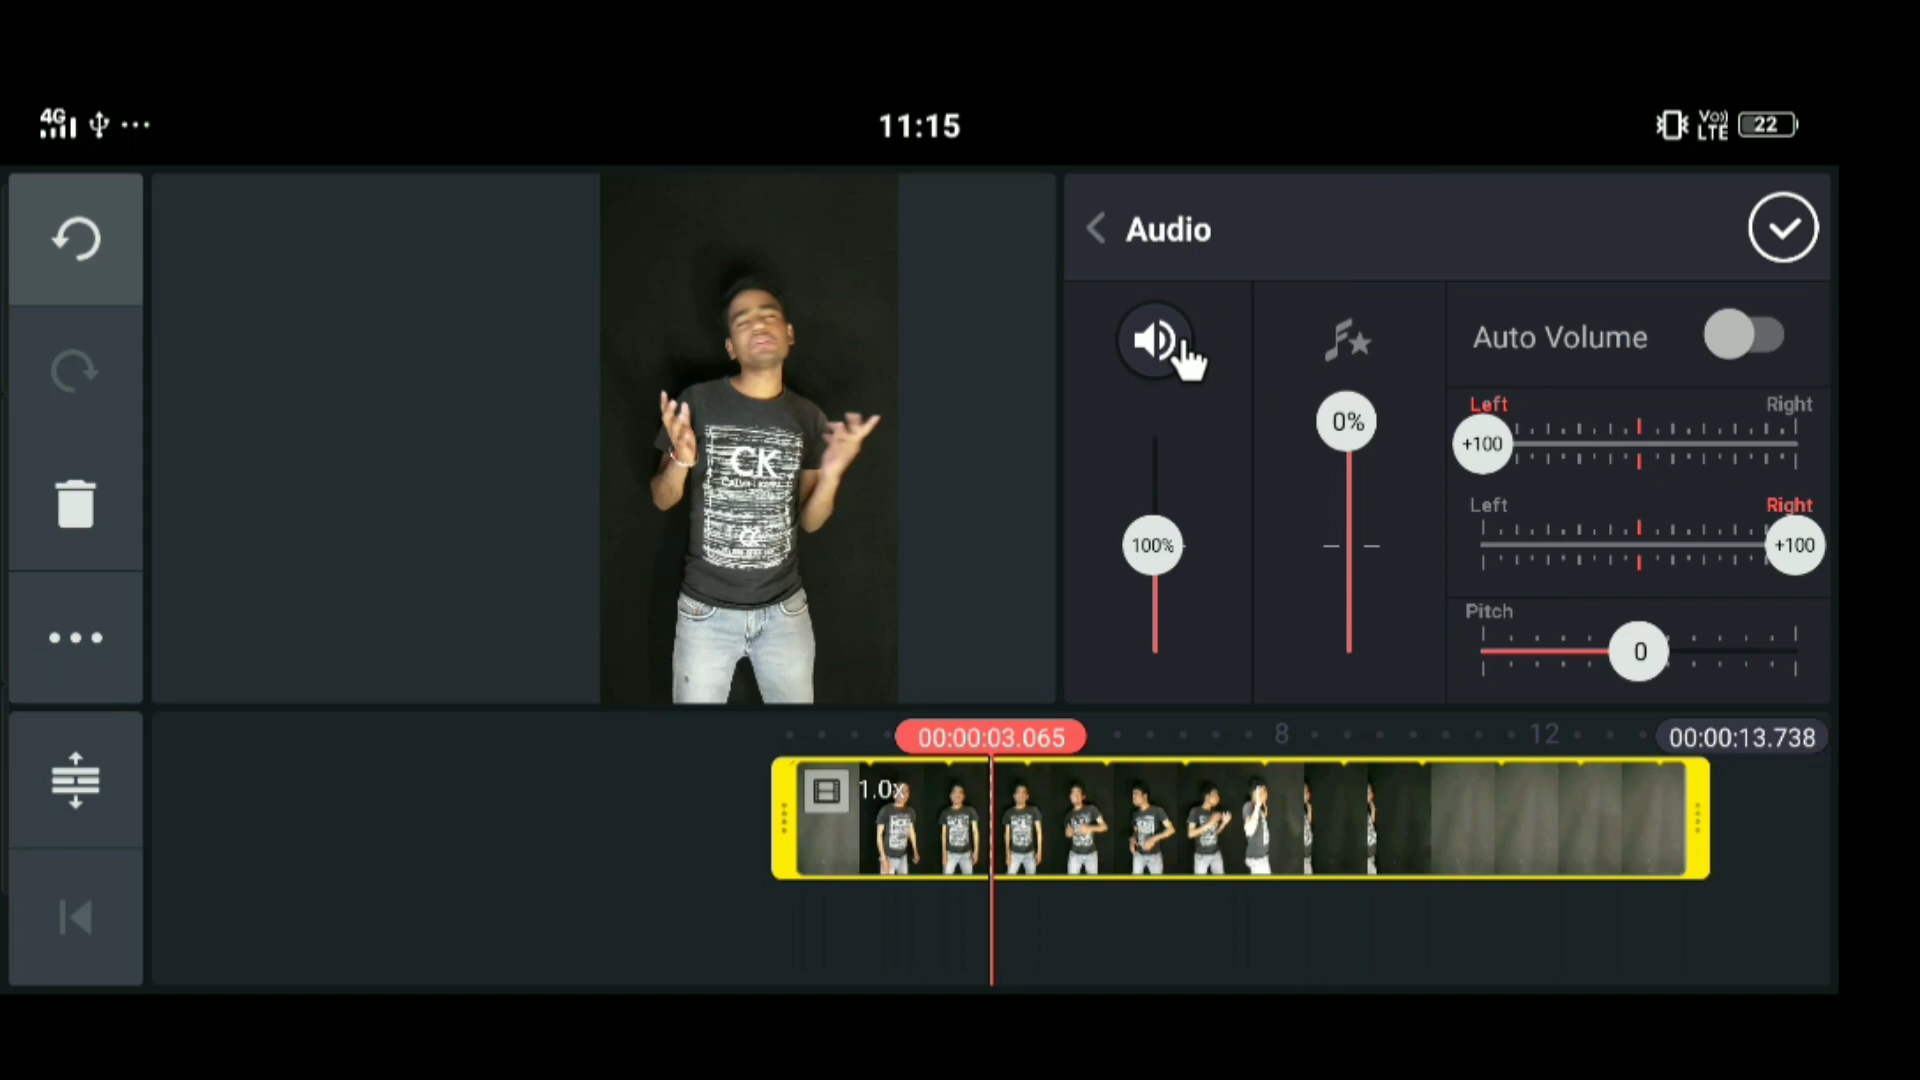 4G
11:15
Vo))
LTE
22
Audio
Auto Volume
Left
Right
+100
0%
Left
Right
+100
100%
Pitch
0
CK
00:00:03.065
8
12
00:00:13.738
1.0x